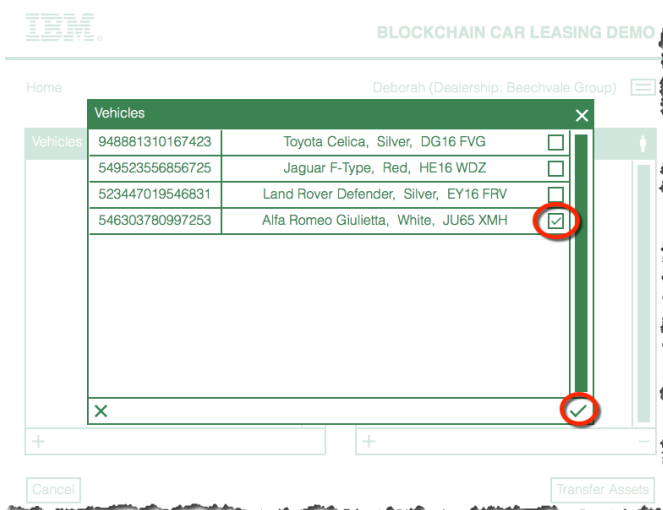 IBM.
BLOCKCHAIN CAR LEASING DEMO
Home
Deborah (Dealership: Beechvale Group)
Vehicles
Vehicles
948881310167423 Toyota Celica, Silver, DG16 FVG
549523556856725 Jaguar F-Type, Red, HE16 WDZ
523447019546831 Land Rover Defender, Silver, EY16 FRV
546303780997253 Alfa Romeo Giulietta, White, JU65 XMH
Cancel
Transfer Assets